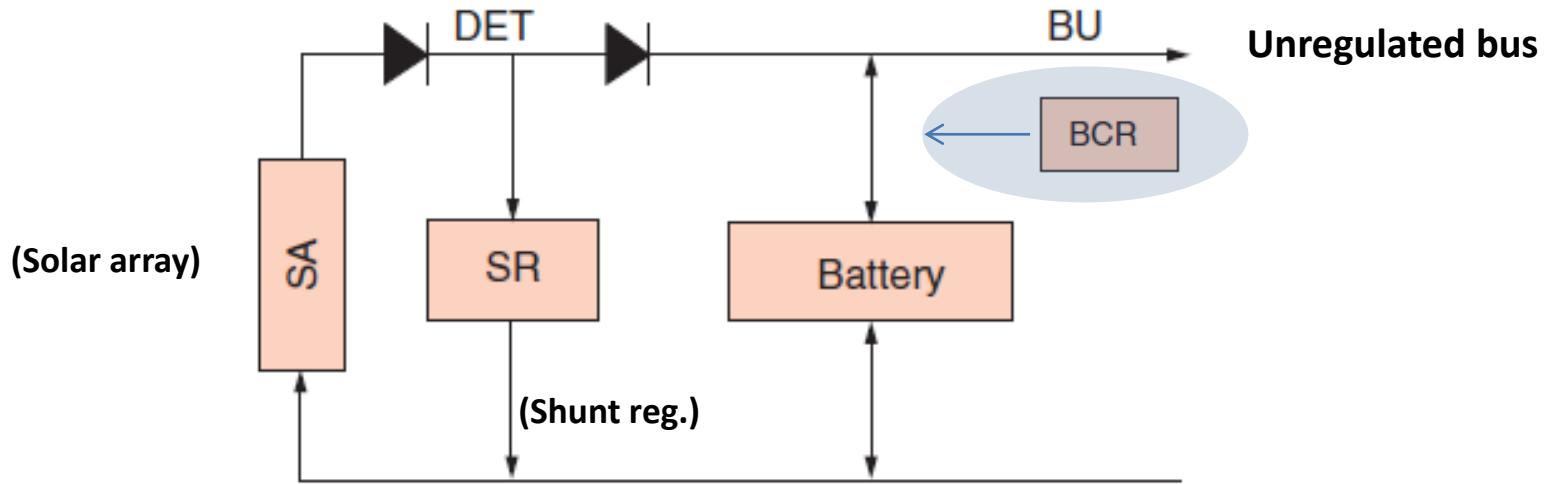 DET
BU
Unregulated bus
BCR
(Solar array)
SA
SR
Battery
(Shunt reg.)